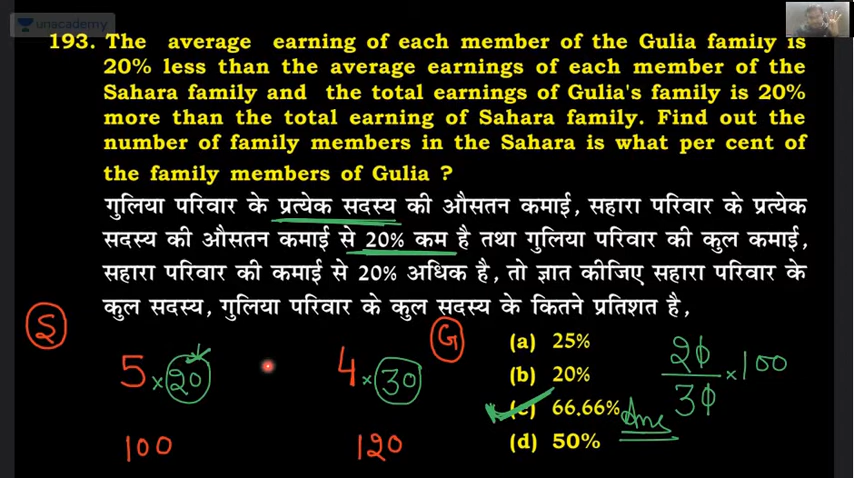 unacademy
193. The average earning of each member of the Gulia family is
20% less than the average earnings of each member of the
Sahara family and the total earnings of Gulia's family is 20%
more than the total earning of Sahara family. Find out the
number of family members in the Sahara is what per cent of
the family members of Gulia ?
गुलिया परिवार के प्रत्येक सदस्य की औसतन कमाई, सहारा परिवार के प्रत्येक
सदस्य की औसतन कमाई से 20% कम है तथा गुलिया परिवार की कुल कमाई,
सहारा परिवार की कमाई से 20% अधिक है, तो ज्ञात कीजिए सहारा परिवार के
कुल सदस्य, गुलिया परिवार के कुल सदस्य के कितने प्रतिशत है,
S
G
5 × 20
4 × 30
100
120
(a) 25%
(b) 20%
(c) 66.66%
(d) 50%
20/30 × 100
Ans